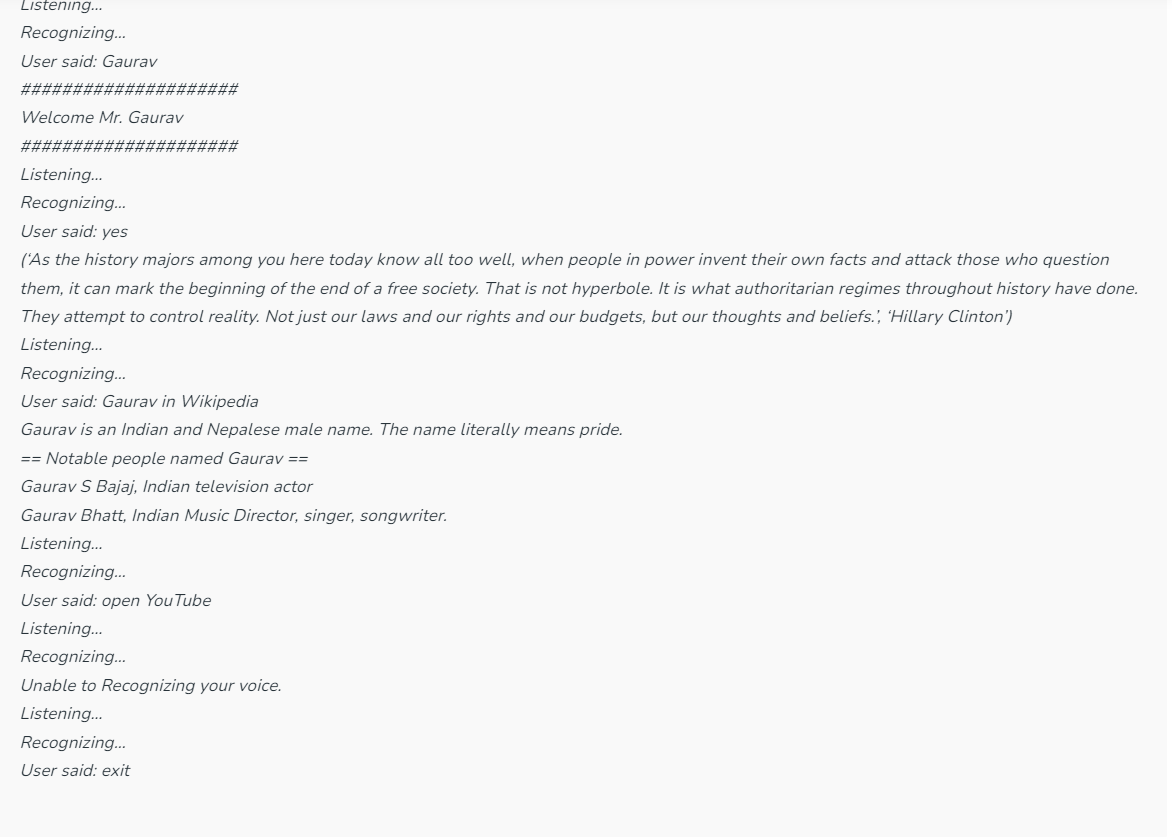 Listening…
Recognizing…
User said: Gaurav
#####################
Welcome Mr. Gaurav
#####################
Listening…
Recognizing…
User said: yes
(‘As the history majors among you here today know all too well, when people in power invent their own facts and attack those who question
them, it can mark the beginning of the end of a free society. That is not hyperbole. It is what authoritarian regimes throughout history have done.
They attempt to control reality. Not just our laws and our rights and our budgets, but our thoughts and beliefs.’, ‘Hillary Clinton’)
Listening…
Recognizing…
User said: Gaurav in Wikipedia
Gaurav is an Indian and Nepalese male name. The name literally means pride.
== Notable people named Gaurav ==
Gaurav S Bajaj, Indian television actor
Gaurav Bhatt, Indian Music Director, singer, songwriter.
Listening…
Recognizing…
User said: open YouTube
Listening…
Recognizing…
Unable to Recognizing your voice.
Listening…
Recognizing…
User said: exit